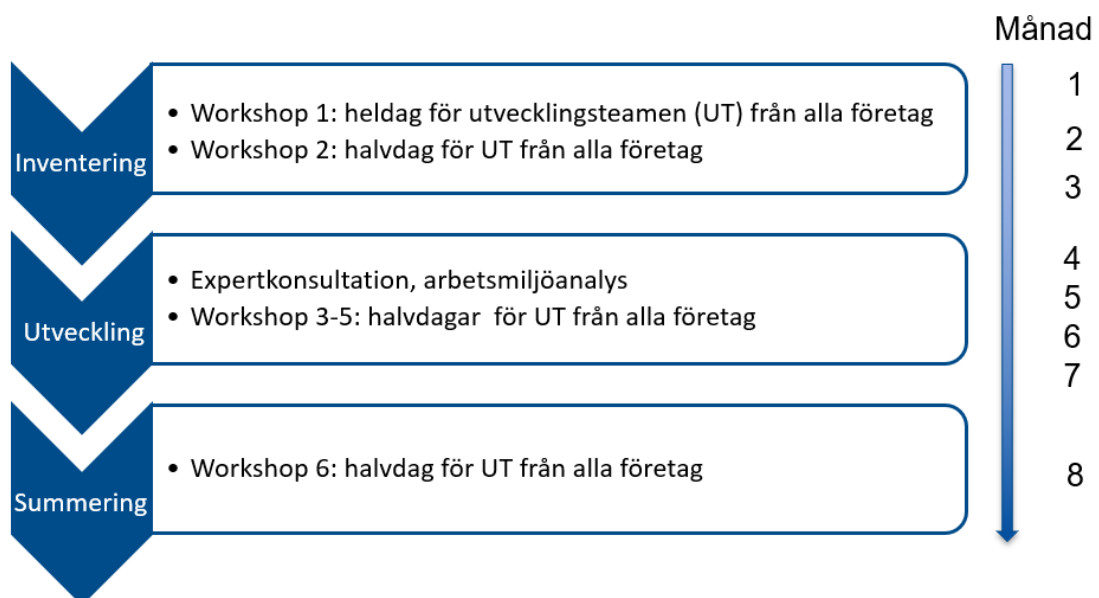 Månad
Inventering
• Workshop 1: heldag för utvecklingsteamen (UT) från alla företag
• Workshop 2: halvdag för UT från alla företag
1
2
3
Utveckling
• Expertkonsultation, arbetsmiljöanalys
• Workshop 3-5: halvdagar  för UT från alla företag
4
5
6
7
Summering
• Workshop 6: halvdag för UT från alla företag
8